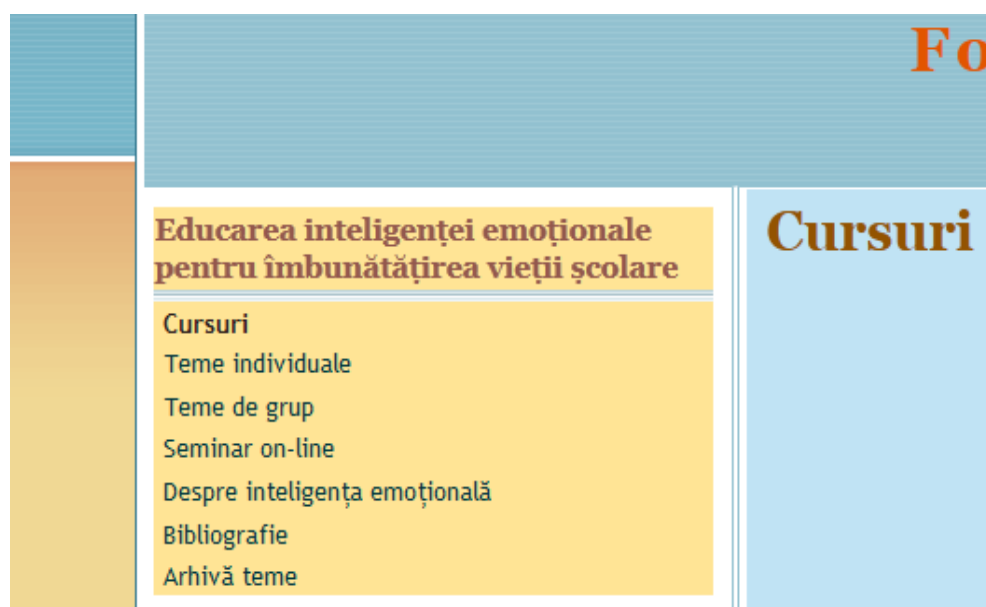 Educarea inteligenței emoționale
pentru îmbunătățirea vieții școlare
Cursuri
Teme individuale
Teme de grup
Seminar on-line
Despre inteligența emoțională
Bibliografie
Arhivă teme
Cursuri